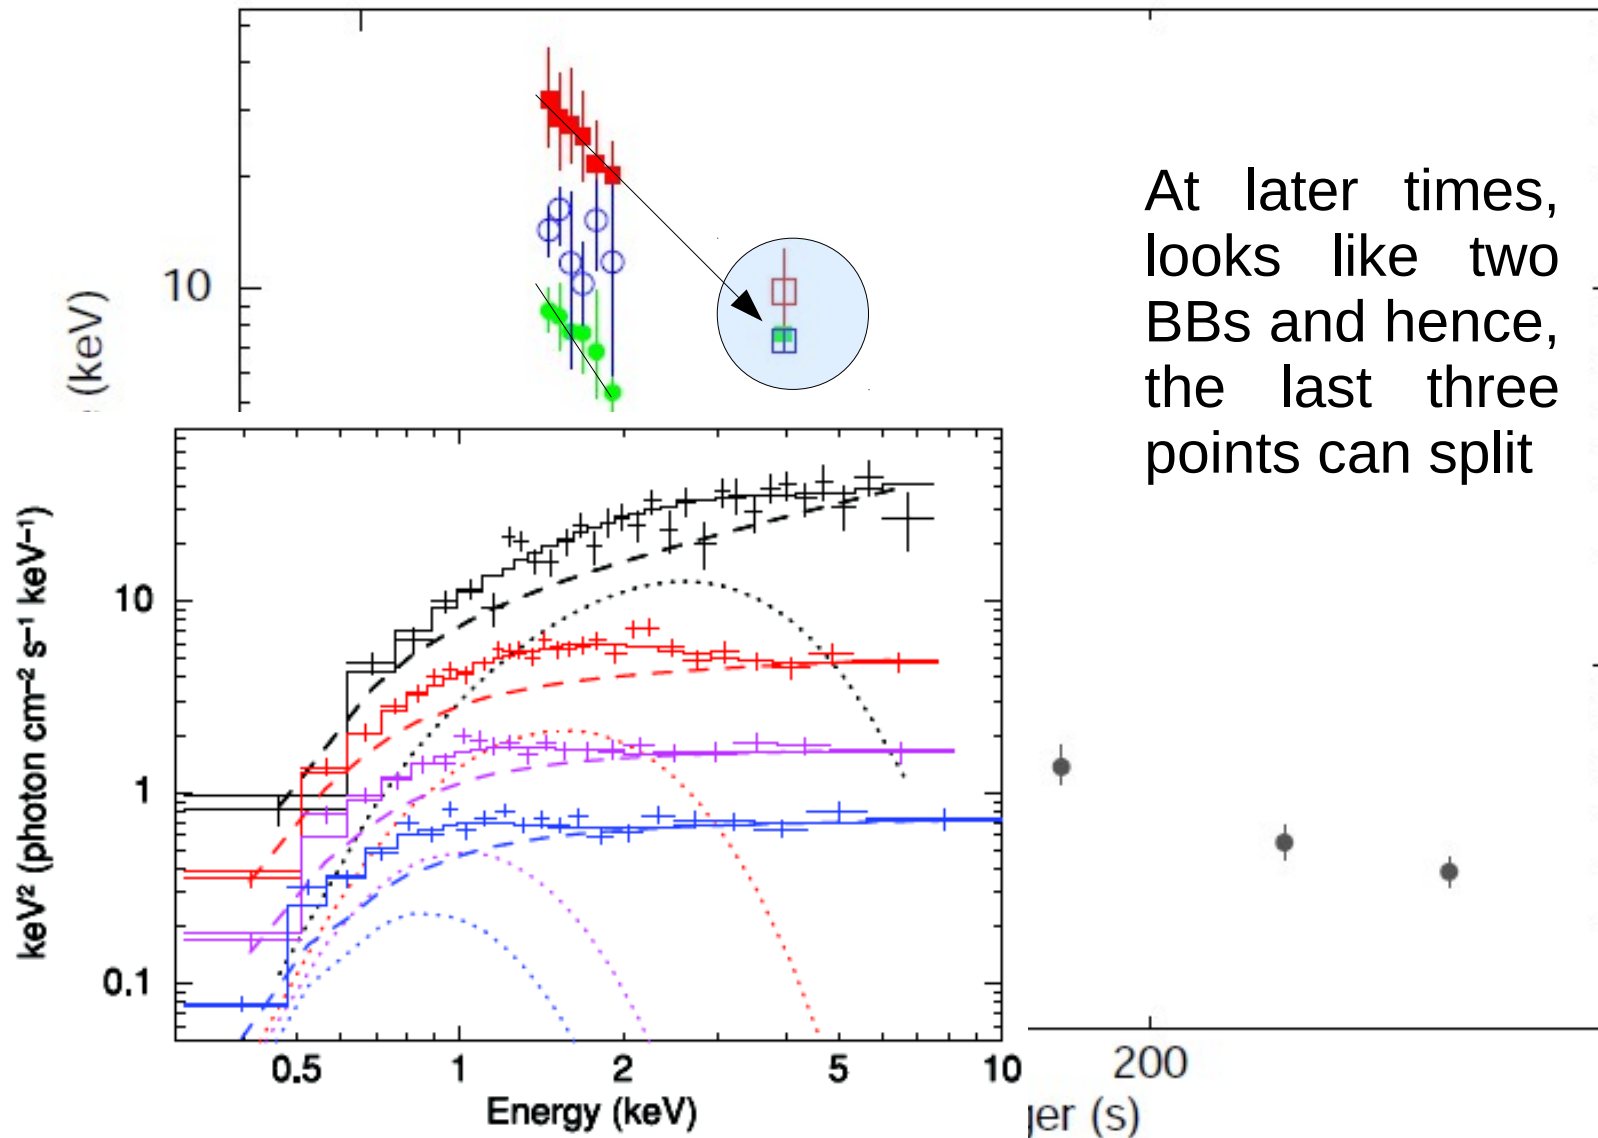 10
(keV)
At later times,
looks like two
BBs and hence,
the last three
points can split
keV² (photon cm⁻² s⁻¹ keV⁻¹)
10
1
0.1
0.5 1 2 5 10
Energy (keV)
200
ger (s)